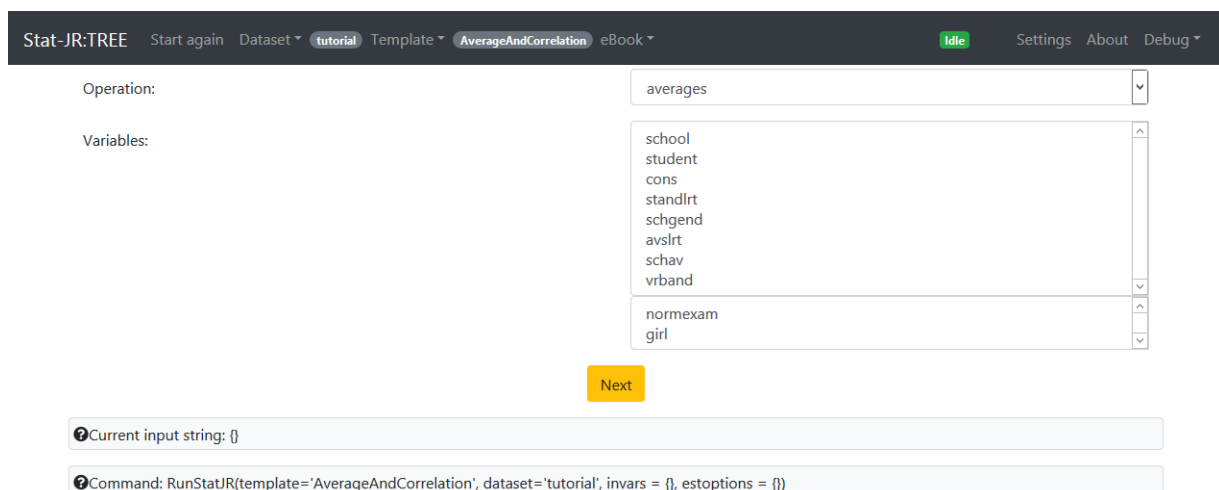 Stat-JR:TREE Start again Dataset tutorial Template AverageAndCorrelation eBook Idle Settings About Debug
Operation: averages
Variables:
school
student
cons
standlrt
schgend
avslrt
schav
vrband
normexam
girl
Next
Current input string: {}
Command: RunStatJR(template='AverageAndCorrelation', dataset='tutorial', invars = {}, estoptions = {})